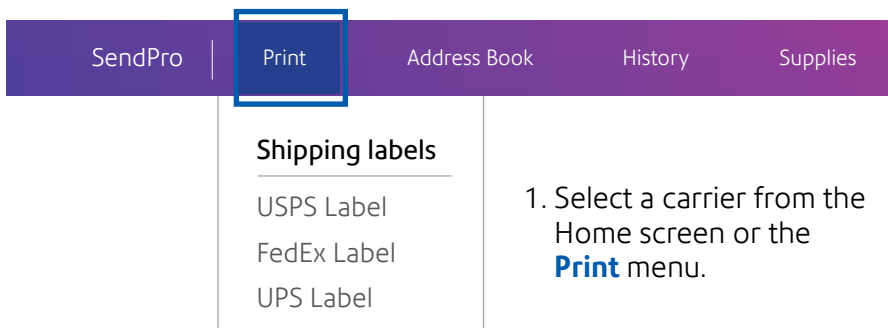 SendPro Print Address Book History Supplies
Shipping labels
USPS Label
FedEx Label
UPS Label
1. Select a carrier from the
Home screen or the
Print menu.